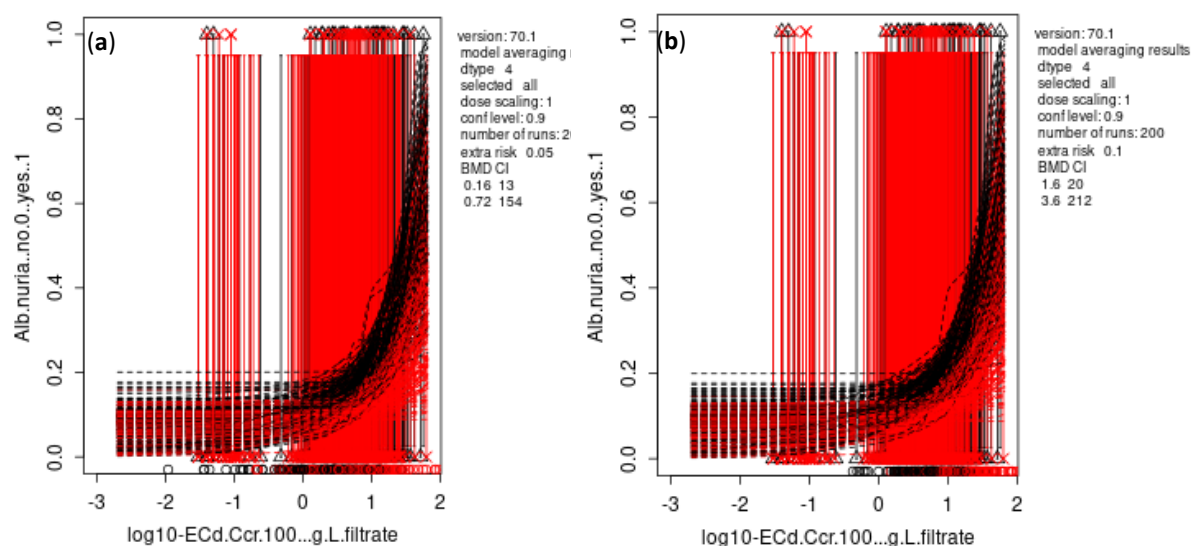 (a)
version: 70.1
model averaging
dtype 4
selected all
dose scaling: 1
conf level: 0.9
number of runs: 2
extra risk 0.05
BMD CI
0.16 13
0.72 154
Alb.nuria..no.0..yes..1
1.0
0.8
0.6
0.4
0.2
0.0
-3 -2 -1 0 1 2
log10-ECd.Ccr.100...g.L.filtrate
(b)
version: 70.1
model averaging results
dtype 4
selected all
dose scaling: 1
conf level: 0.9
number of runs: 200
extra risk 0.1
BMD CI
1.6 20
3.6 212
Alb.nuria..no.0..yes..1
1.0
0.8
0.6
0.4
0.2
0.0
-3 -2 -1 0 1 2
log10-ECd.Ccr.100...g.L.filtrate